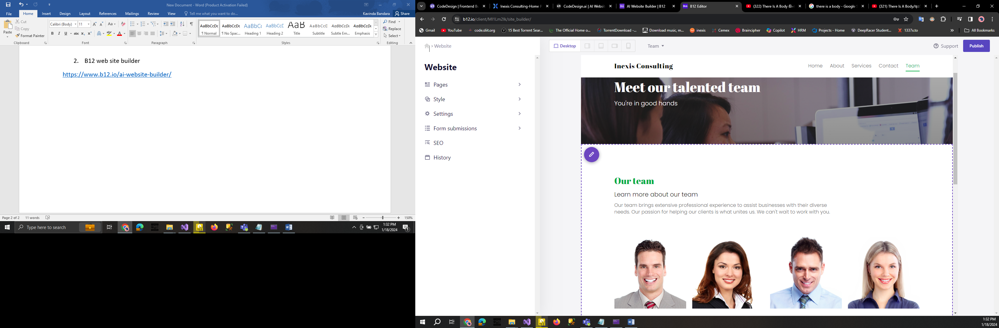 New Document - Word (Product Activation Failed)
File Home Insert Design Layout References Mailings Review View Tell me what you want to do... Kavinda Bandara Share
Paste
Cut
Copy
Format Painter
Calibri (Body) 11
AaBbCcDc AaBbCcDc AaBbCc AaBbCcE AaB AaBbCcD AaBbCcDc AaBbCcDc
¶ Normal ¶ No Spac... Heading 1 Heading 2 Title Subtitle Subtle Em... Emphasis
Find
Replace
Select
Clipboard Font Paragraph Styles Editing
2. B12 web site builder
https://www.b12.io/ai-website-builder/
Page 2 of 2 11 words 150%
Type here to search
1:32 PM
1/18/2024
CodeDesign | Frontend Bu
Inexis Consulting-Home P
CodeDesign.ai | AI Websit
AI Website Builder | B12
B12 Editor
(322) There Is A Body
there is a body - Google
(321) There Is A Body/
b12.io/client/MI1Lm2Ik/site_builder/
Gmail YouTube code.sliit.org 15 Best Torrent Sear... The Official Home o... TorrentDownload -... Download music, m... inexis Cemex Braincipher Copilot HRM Projects - Home DeepRacer Student... 1337x.to » All Bookmarks
› Website
Desktop
Team
Support
Publish
Website
Pages
Style
Settings
Form submissions
SEO
History
Inexis Consulting
Home About Services Contact Team
Meet our talented team
You're in good hands
Our team
Learn more about our team
Our team brings extensive professional experience to assist businesses with their diverse
needs. Our passion for helping our clients is what unites us. We can't wait to work with you.
1:32 PM
1/18/2024